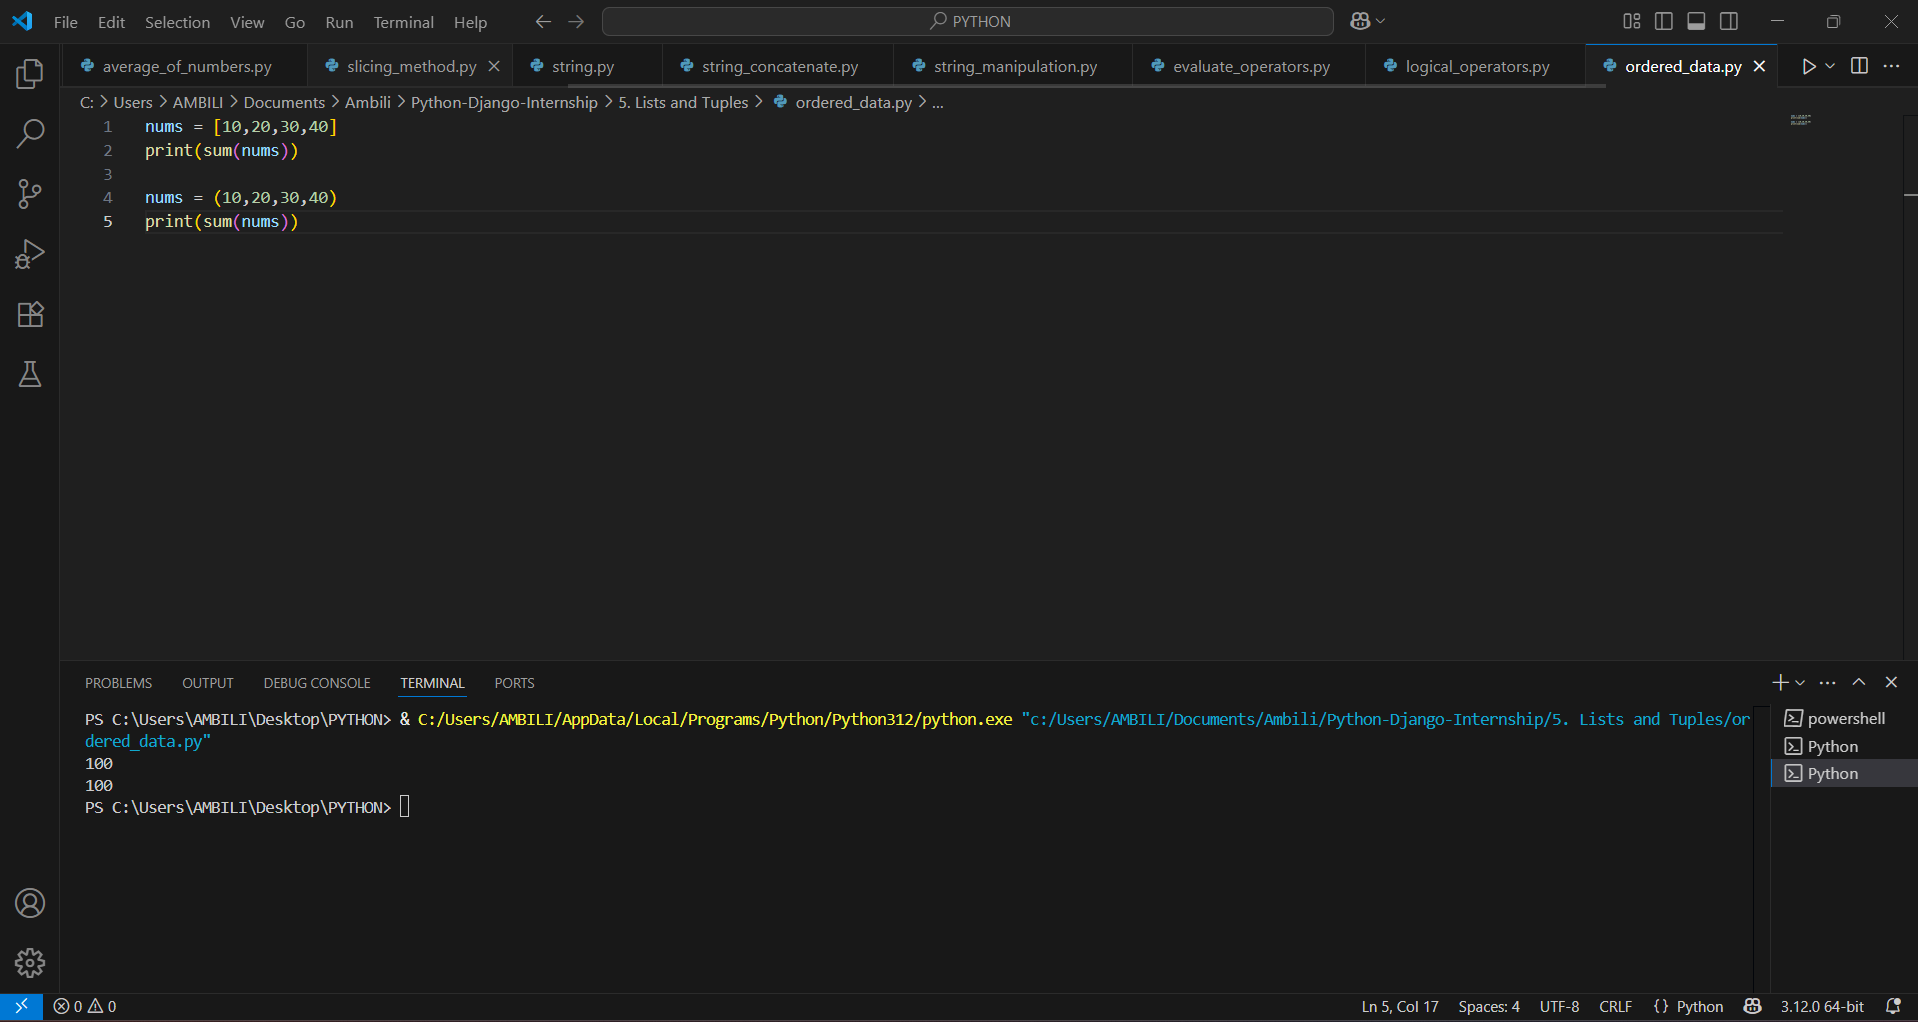 File Edit Selection View Go Run Terminal Help PYTHON
average_of_numbers.py slicing_method.py string.py string_concatenate.py string_manipulation.py evaluate_operators.py logical_operators.py ordered_data.py
C: > Users > AMBILI > Documents > Ambili > Python-Django-Internship > 5. Lists and Tuples > ordered_data.py > ...
1 nums = [10,20,30,40]
2 print(sum(nums))
3
4 nums = (10,20,30,40)
5 print(sum(nums))
PROBLEMS OUTPUT DEBUG CONSOLE TERMINAL PORTS
PS C:\Users\AMBILI\Desktop\PYTHON> & C:/Users/AMBILI/AppData/Local/Programs/Python/Python312/python.exe "c:/Users/AMBILI/Documents/Ambili/Python-Django-Internship/5. Lists and Tuples/or
dered_data.py"
100
100
PS C:\Users\AMBILI\Desktop\PYTHON>
powershell
Python
Python
0 0 Ln 5, Col 17 Spaces: 4 UTF-8 CRLF {} Python 3.12.0 64-bit